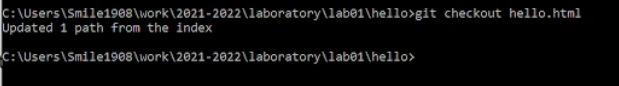 C:\Users\Smile1908\work\2021-2022\laboratory\lab01\hello>git checkout hello.html
Updated 1 path from the index
C:\Users\Smile1908\work\2021-2022\laboratory\lab01\hello>